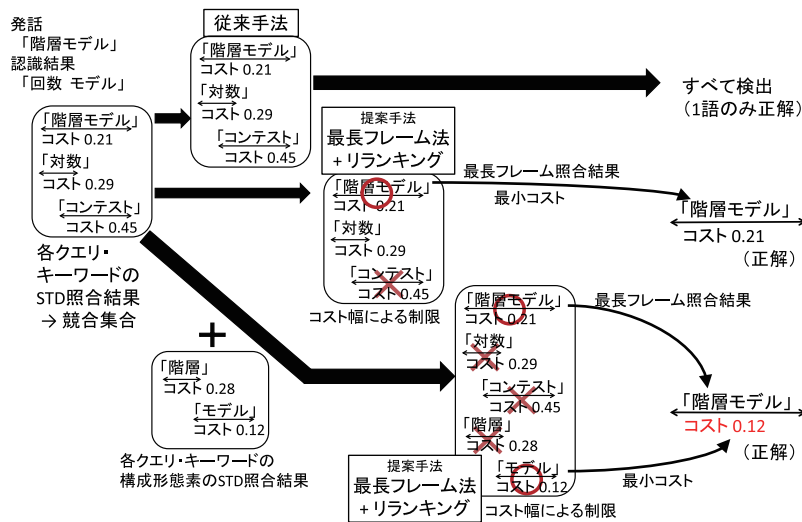 発話
「階層モデル」
認識結果
「回数 モデル」
「階層モデル」
コスト 0.21
「対数」
コスト 0.29
「コンテスト」
コスト 0.45
各クエリ・
キーワードの
STD照合結果
→ 競合集合
従来手法
「階層モデル」
コスト 0.21
「対数」
コスト 0.29
「コンテスト」
コスト 0.45
すべて検出
(1語のみ正解)
提案手法
最長フレーム法
+ リランキング
「階層モデル」
コスト 0.21
「対数」
コスト 0.29
「コンテスト」
コスト 0.45
コスト幅による制限
最長フレーム照合結果
最小コスト
「階層モデル」
コスト 0.21
(正解)
+
「階層」
コスト 0.28
「モデル」
コスト 0.12
各クエリ・キーワードの
構成形態素のSTD照合結果
「階層モデル」
コスト 0.21
「対数」
コスト 0.29
「コンテスト」
コスト 0.45
「階層」
コスト 0.28
「モデル」
コスト 0.12
提案手法
最長フレーム法
+ リランキング
コスト幅による制限
最長フレーム照合結果
最小コスト
「階層モデル」
コスト 0.12
(正解)